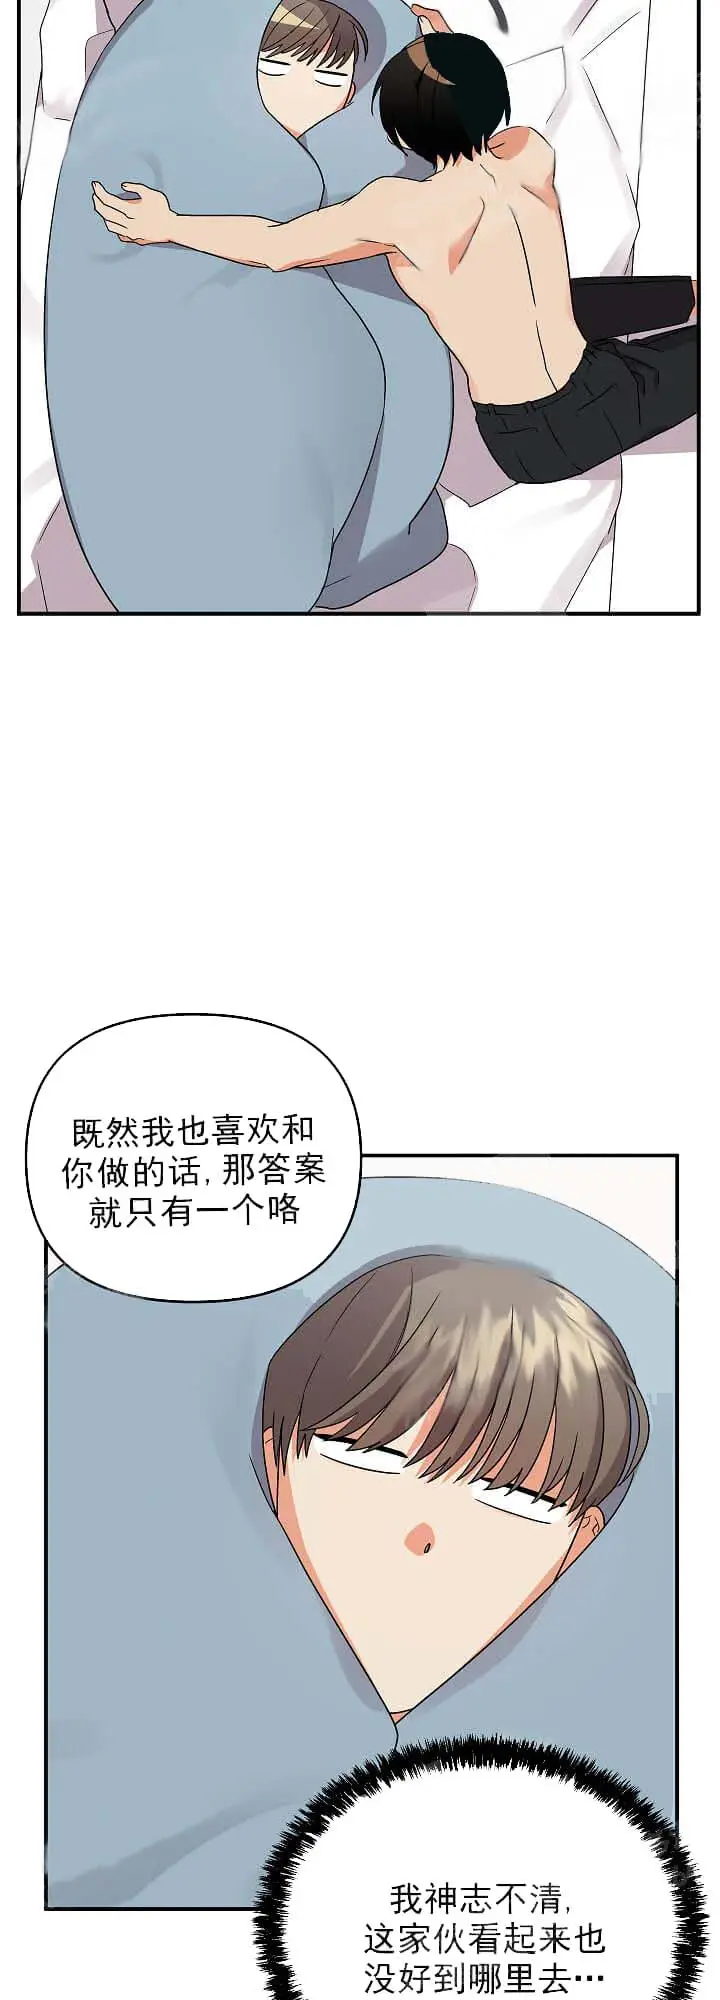 既然我也喜欢和
你做的话,那答案
就只有一个咯
我神志不清,
这家伙看起来也
没好到哪里去…